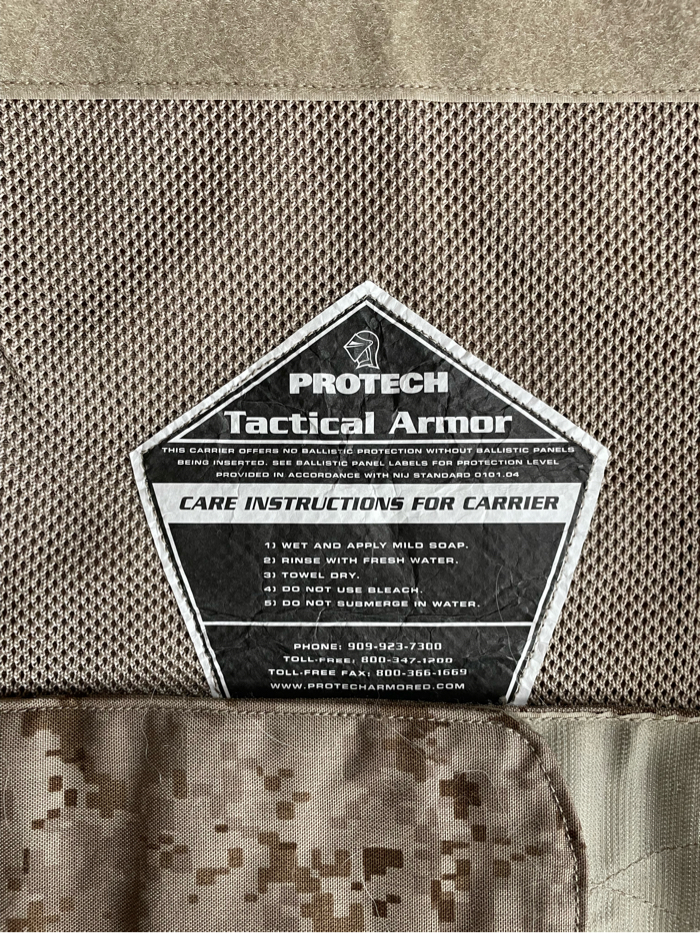 PROTECH
Tactical Armor
THIS CARRIER OFFERS NO BALLISTIC PROTECTION WITHOUT BALLISTIC PANELS
BEING INSERTED. SEE BALLISTIC PANEL LABELS FOR PROTECTION LEVEL
PROVIDED IN ACCORDANCE WITH NIJ STANDARD 0101.04
CARE INSTRUCTIONS FOR CARRIER
1) WET AND APPLY MILD SOAP.
2) RINSE WITH FRESH WATER.
3) TOWEL DRY.
4) DO NOT USE BLEACH.
5) DO NOT SUBMERGE IN WATER.
PHONE: 909-923-7300
TOLL-FREE: 800-347-1200
TOLL-FREE FAX: 800-366-1669
WWW.PROTECHARMORED.COM